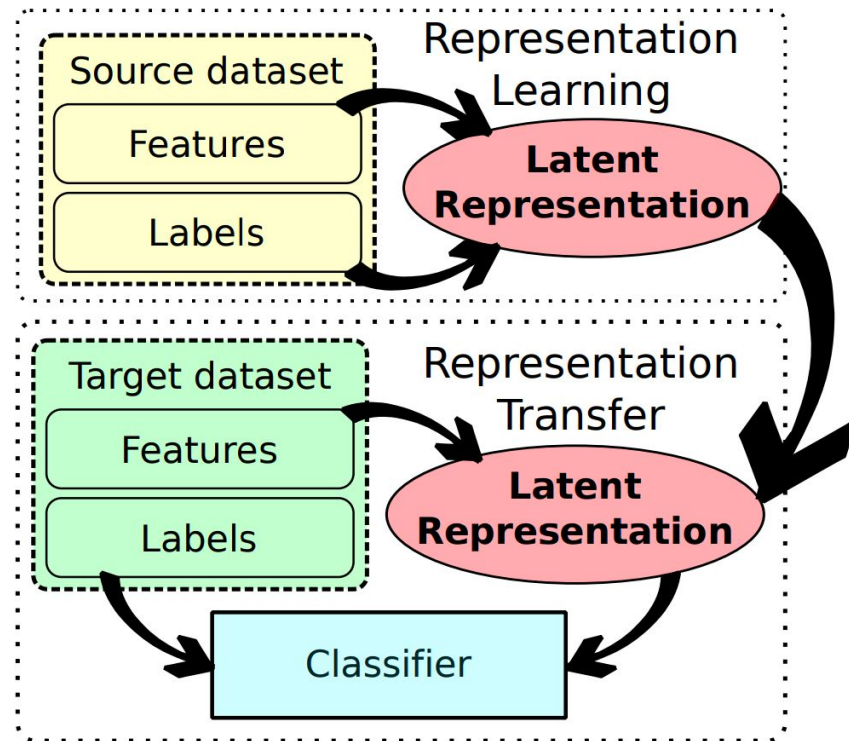 Representation
Learning
Source dataset
Features
Labels
Latent
Representation
Representation
Transfer
Target dataset
Features
Labels
Latent
Representation
Classifier